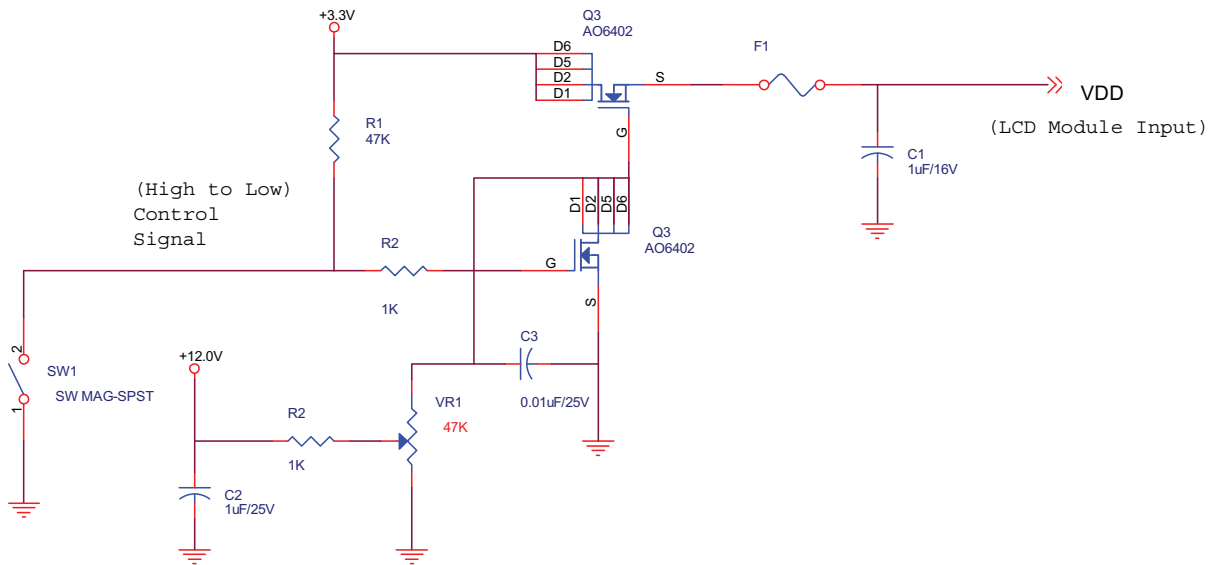 +3.3V
Q3
AO6402
D6
D5
D2
D1
S
G
F1
VDD
(LCD Module Input)
R1
47K
C1
1uF/16V
(High to Low)
Control
Signal
D1
D2
D5
D6
Q3
AO6402
R2
1K
G
S
2
1
SW1
SW MAG-SPST
+12.0V
C3
0.01uF/25V
VR1
47K
R2
1K
C2
1uF/25V